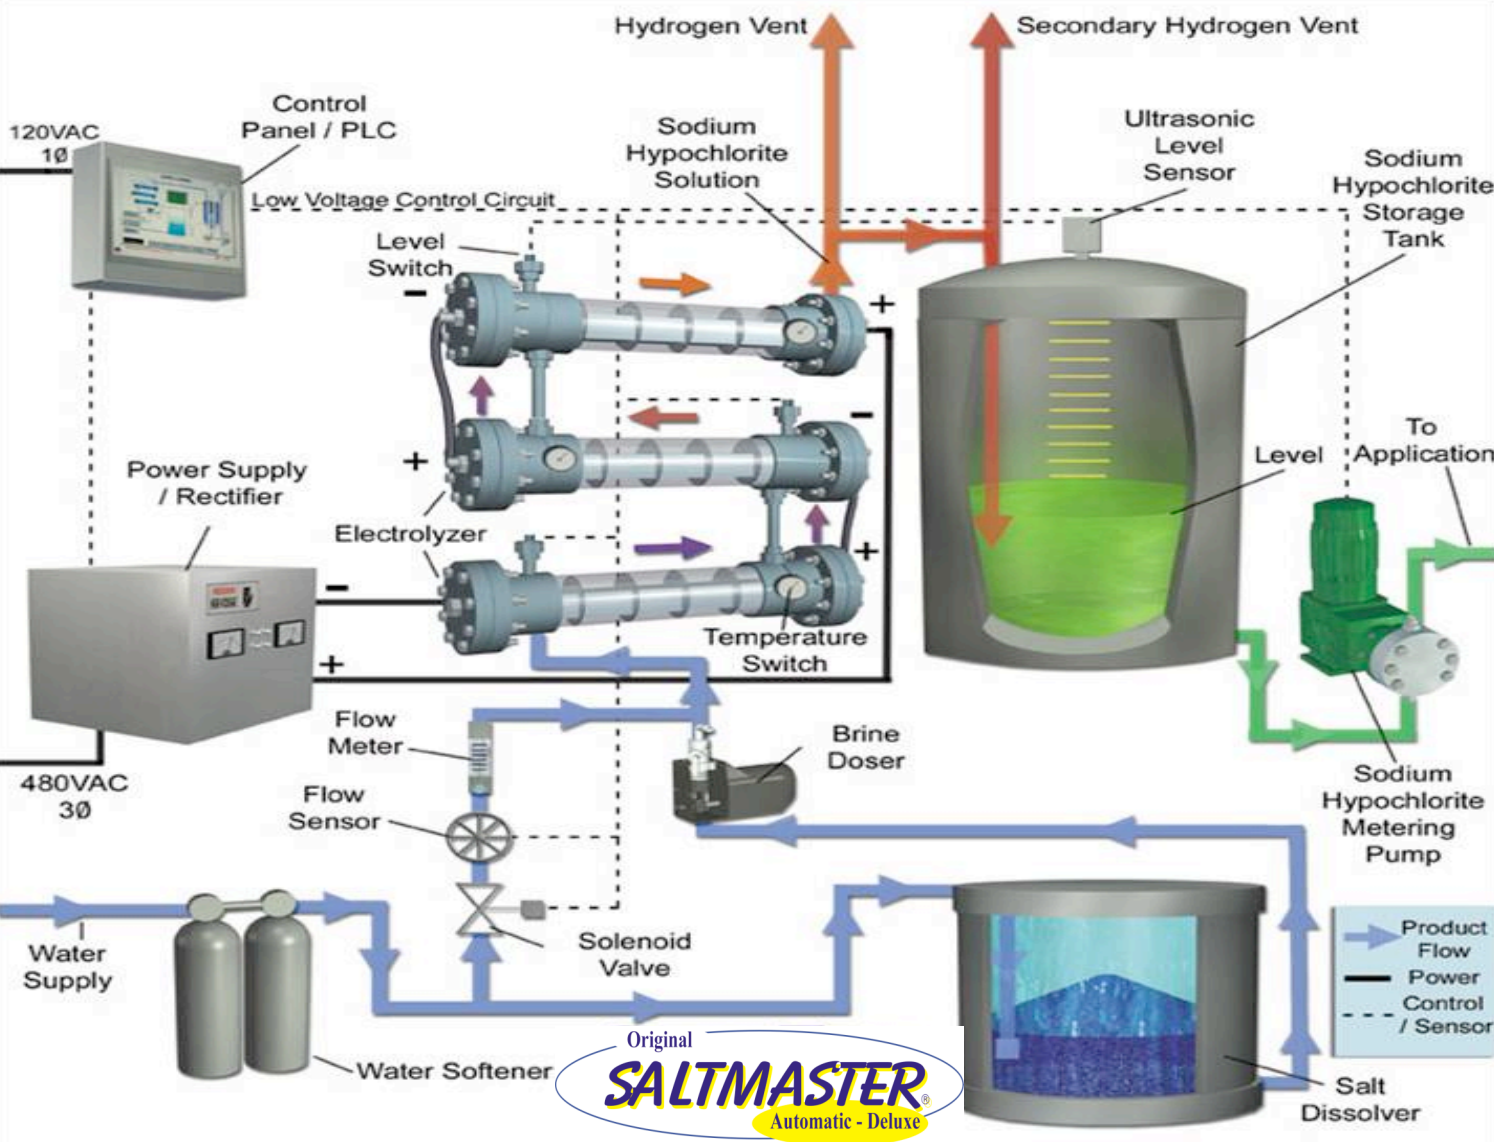 Hydrogen Vent
Secondary Hydrogen Vent
Control
Panel / PLC
120VAC
1Ø
Sodium
Hypochlorite
Solution
Ultrasonic
Level
Sensor
Sodium
Hypochlorite
Storage
Tank
Low Voltage Control Circuit
Level
Switch
-
+
-
+
+
Power Supply
/ Rectifier
Electrolyzer
Level
To
Application
-
+
Temperature
Switch
Flow
Meter
Brine
Doser
480VAC
3Ø
Flow
Sensor
Sodium
Hypochlorite
Metering
Pump
Water
Supply
Solenoid
Valve
Product
Flow
Power
Control
/ Sensor
Water Softener
Salt
Dissolver
Original
SALTMASTER®
Automatic - Deluxe